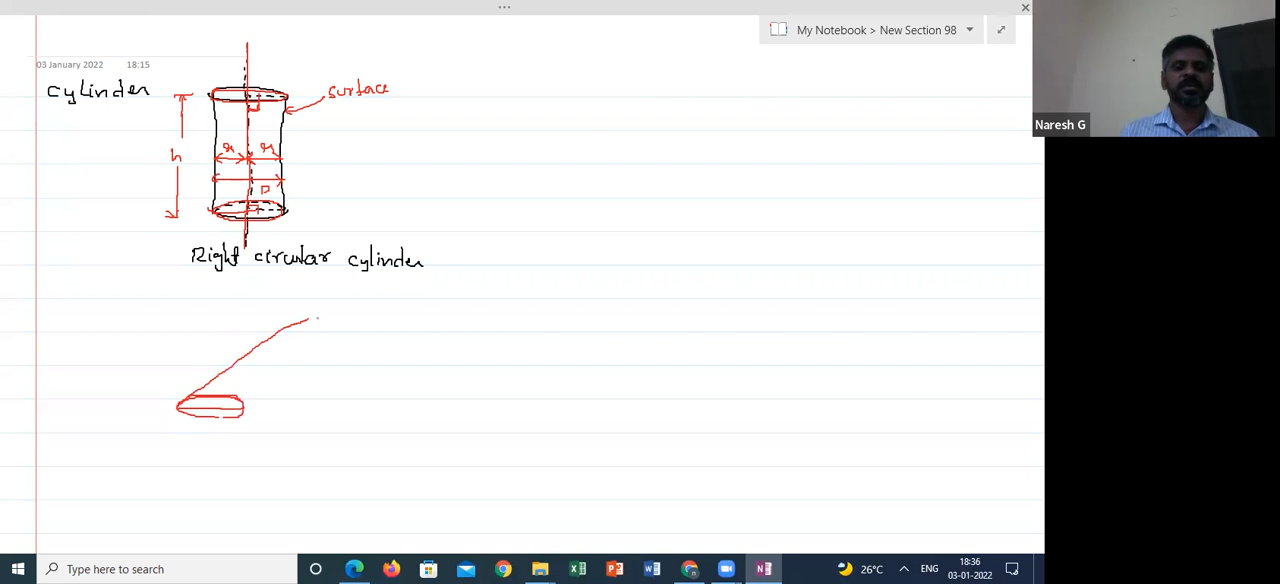 My Notebook > New Section 98
03 January 2022 18:15
cylinder
surface
Naresh G
h
r r
D
Right circular cylinder
Type here to search
26°C
ENG
18:36
03-01-2022